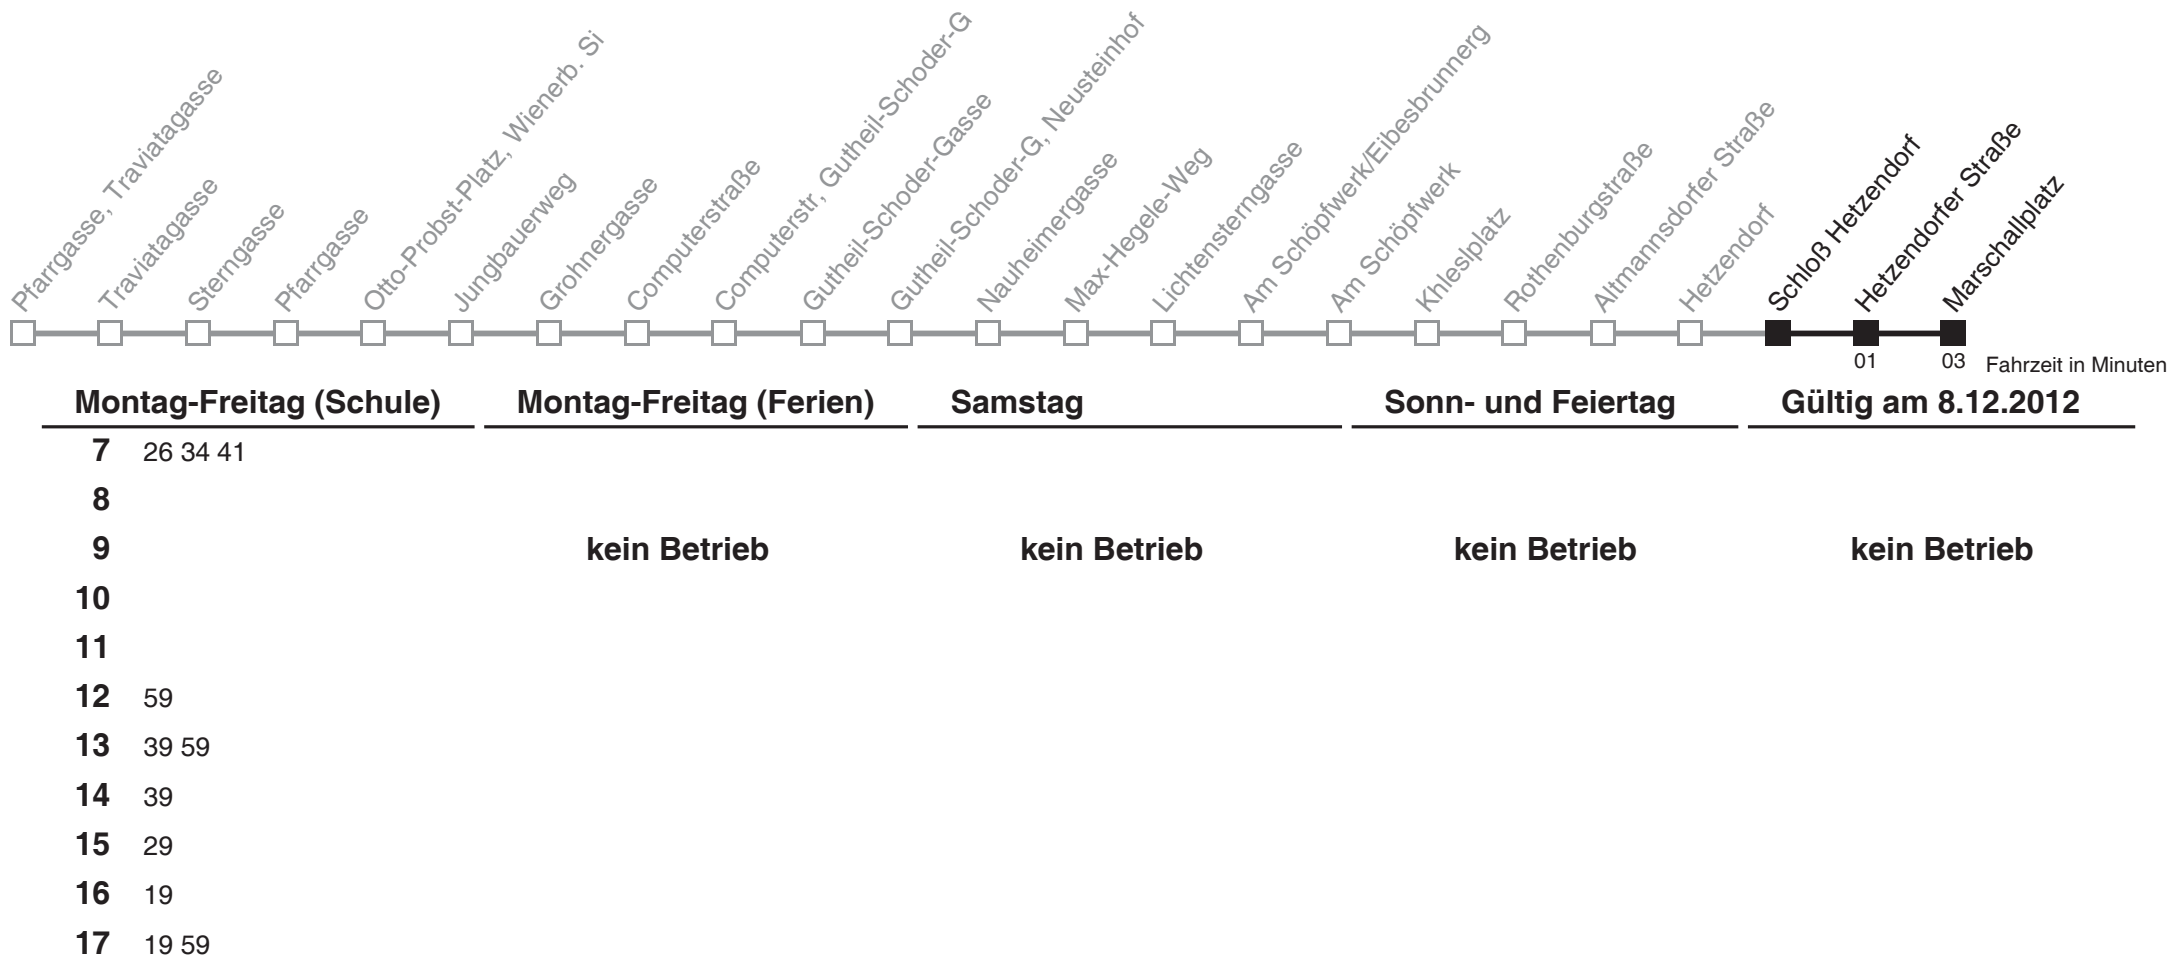 Pfarrgasse, Traviatagasse
Traviatagasse
Sterngasse
Pfarrgasse
Otto-Probst-Platz, Wienerb. Si
Jungbauerweg
Grohnergasse
Computerstraße
Computerstr, Gutheil-Schoder-G
Gutheil-Schoder-Gasse
Gutheil-Schoder-G, Neusteinhof
Nauheimergasse
Max-Hegele-Weg
Lichtensterngasse
Am Schöpfwerk/Eibesbrunnerg
Am Schöpfwerk
Khleslplatz
Rothenburgstraße
Altmannsdorfer Straße
Hetzendorf
Schloß Hetzendorf
Hetzendorfer Straße
Marschallplatz
01 03 Fahrzeit in Minuten
Montag-Freitag (Schule) Montag-Freitag (Ferien) Samstag Sonn- und Feiertag Gültig am 8.12.2012
7 26 34 41
8
9 kein Betrieb kein Betrieb kein Betrieb kein Betrieb
10
11
12 59
13 39 59
14 39
15 29
16 19
17 19 59